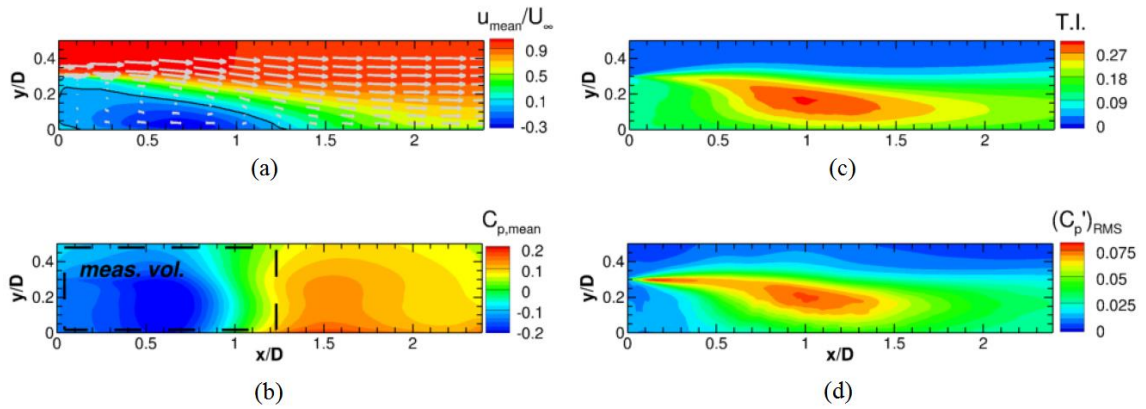 u_mean/U_∞
0.9
0.5
0.1
-0.3
y/D
0.4
0.2
0
0 0.5 1 1.5 2
(a)
T.I.
0.27
0.18
0.09
0
y/D
0.4
0.2
0
0 0.5 1 1.5 2
(c)
C_p,mean
0.2
0.1
0
-0.1
-0.2
meas. vol.
y/D
0.4
0.2
0
0 0.5 1 1.5 2
x/D
(b)
(C_p')_RMS
0.075
0.05
0.025
0
y/D
0.4
0.2
0
0 0.5 1 1.5 2
x/D
(d)